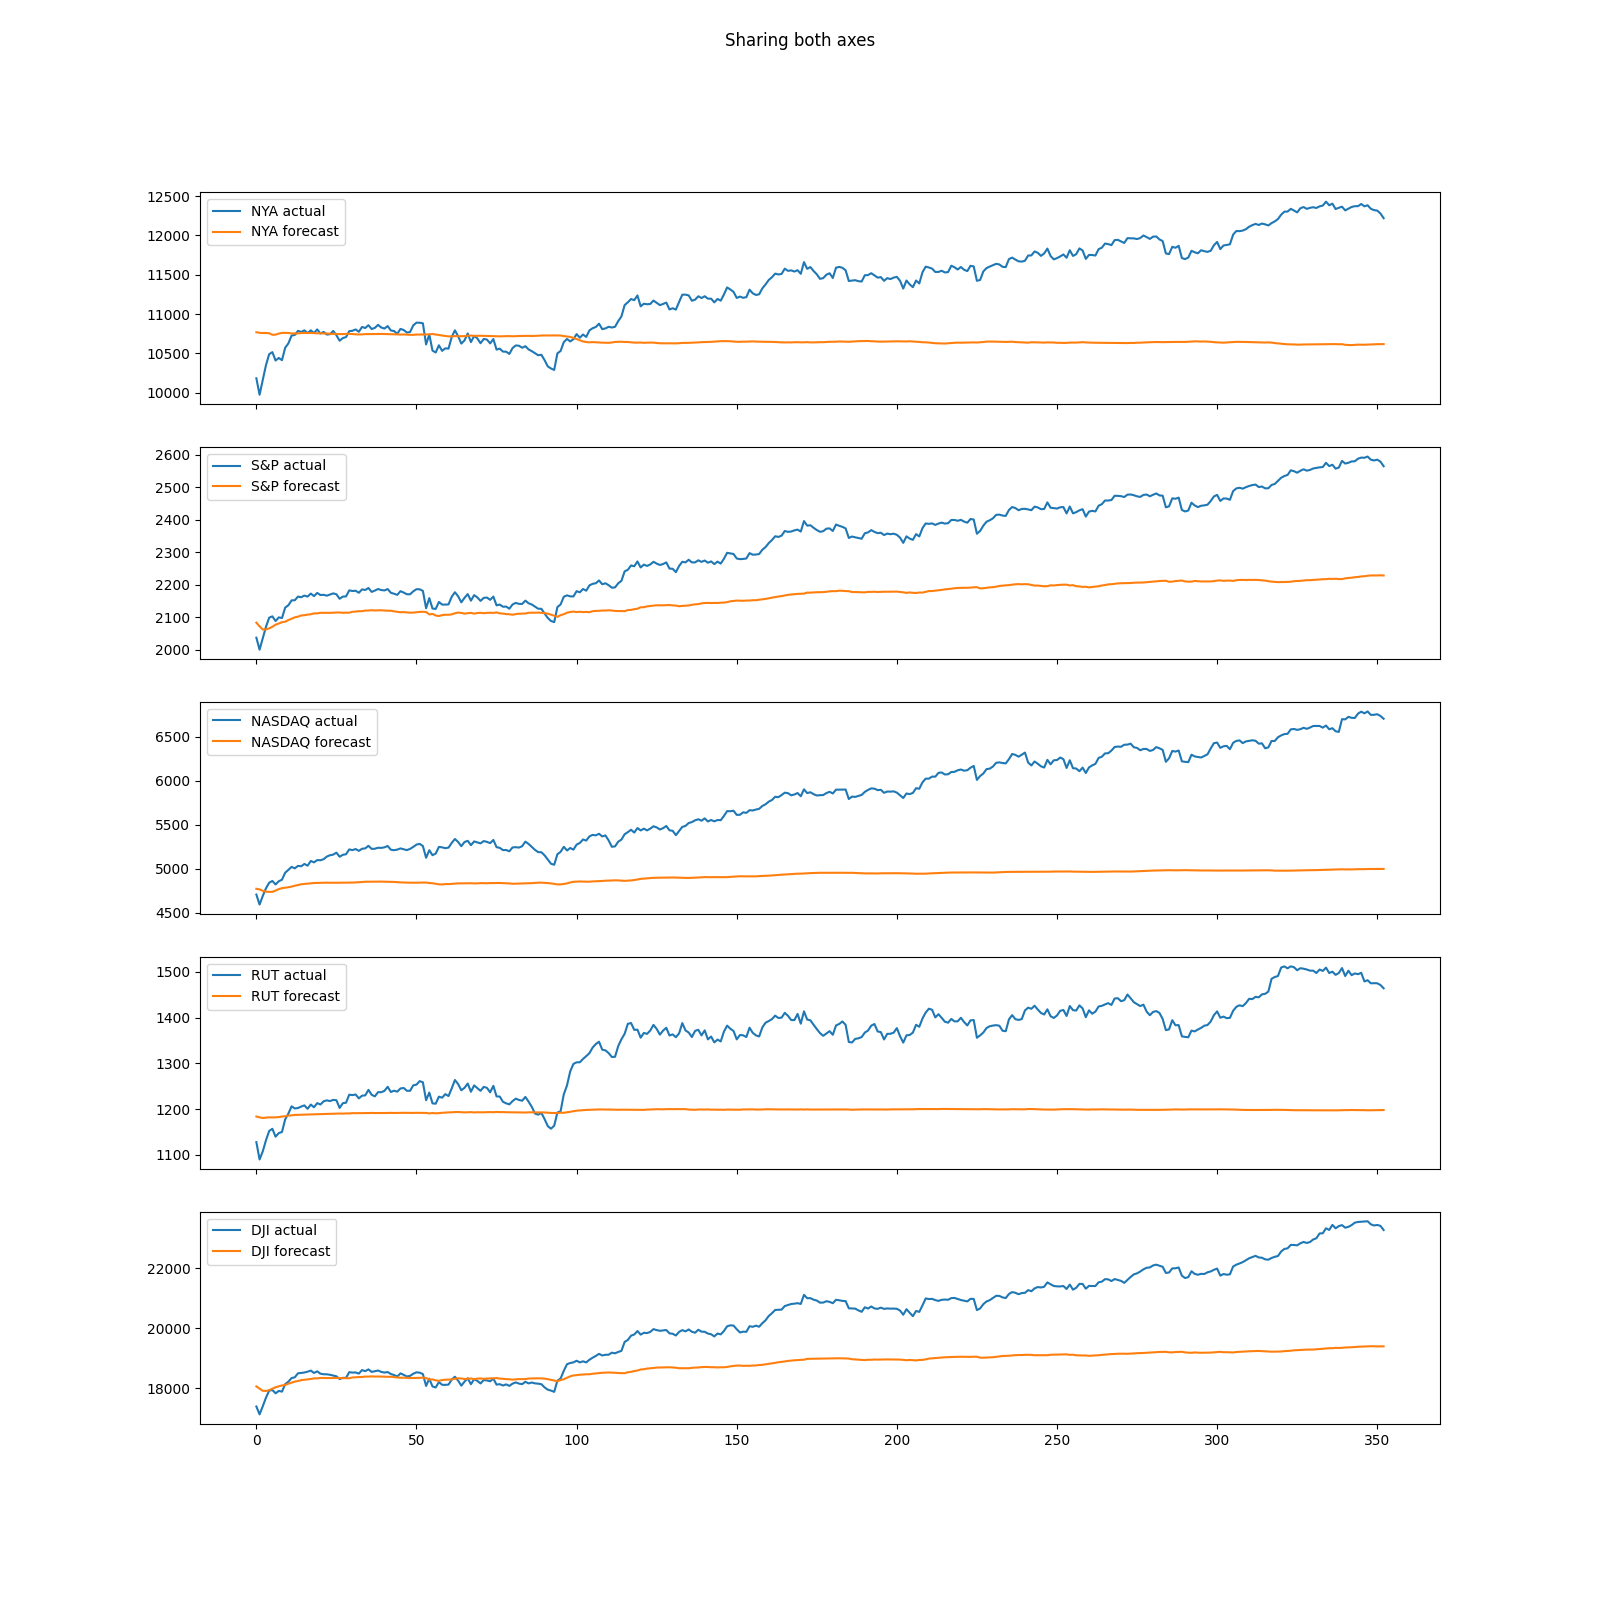 Sharing both axes
12500
12000
11500
11000
10500
10000
NYA actual
NYA forecast
2600
2500
2400
2300
2200
2100
2000
S&P actual
S&P forecast
6500
6000
5500
5000
4500
NASDAQ actual
NASDAQ forecast
1500
1400
1300
1200
1100
RUT actual
RUT forecast
22000
20000
18000
DJI actual
DJI forecast
0 50 100 150 200 250 300 350